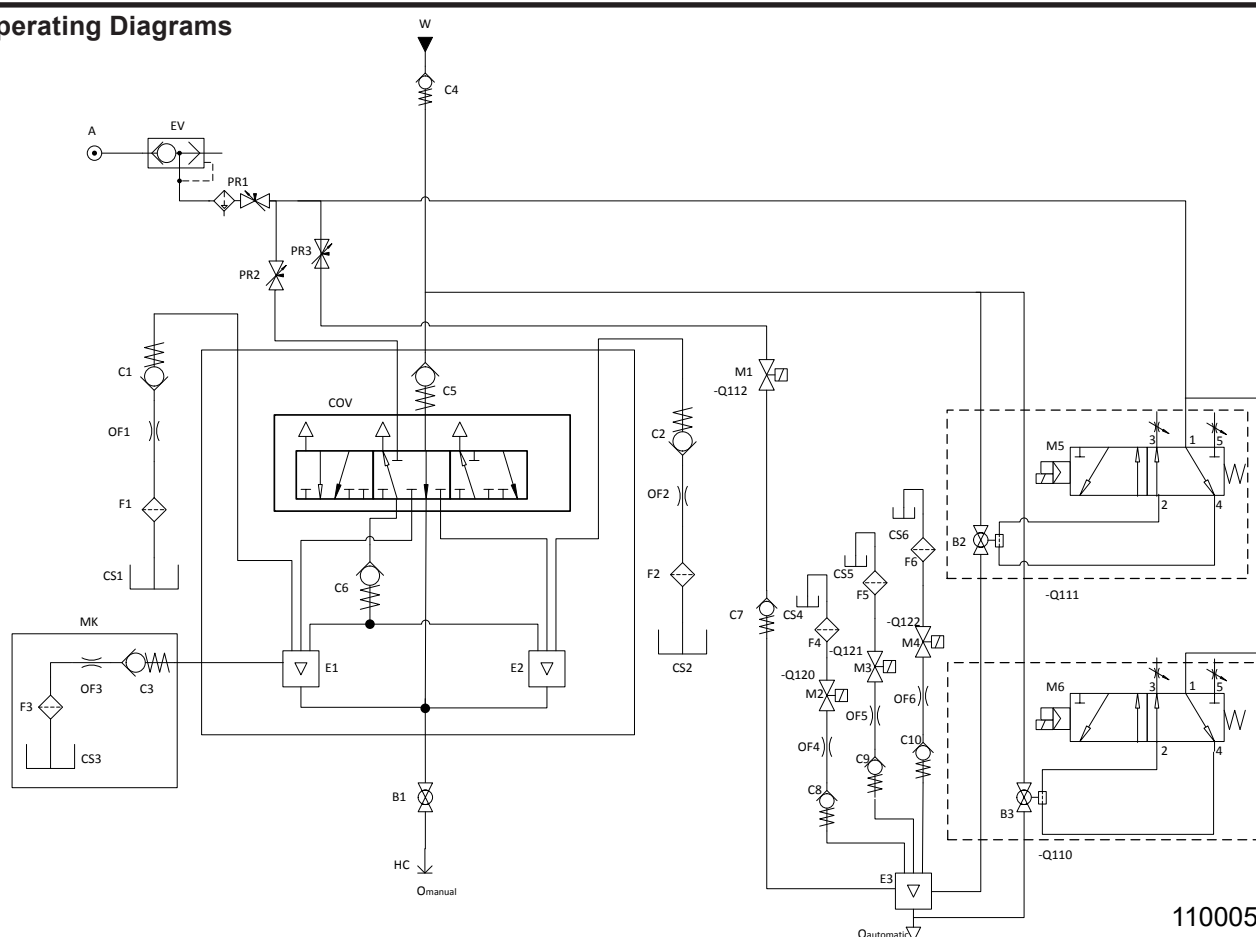 perating Diagrams
W
C4
A
EV
PR1
PR3
PR2
C1
C5
COV
C2
M1
-Q112
OF1
OF2
F1
F2
CS1
CS2
C6
C7
MK
E1
E2
OF3
C3
F3
CS3
B1
HC
Omanual
CS6
CS5
CS4
F6
F5
F4
-Q122
M4
-Q121
M3
-Q120
M2
OF6
OF5
OF4
C10
C9
C8
E3
Oautomatic
M5
3
1
5
2
4
B2
-Q111
M6
3
1
5
2
4
B3
-Q110
110005